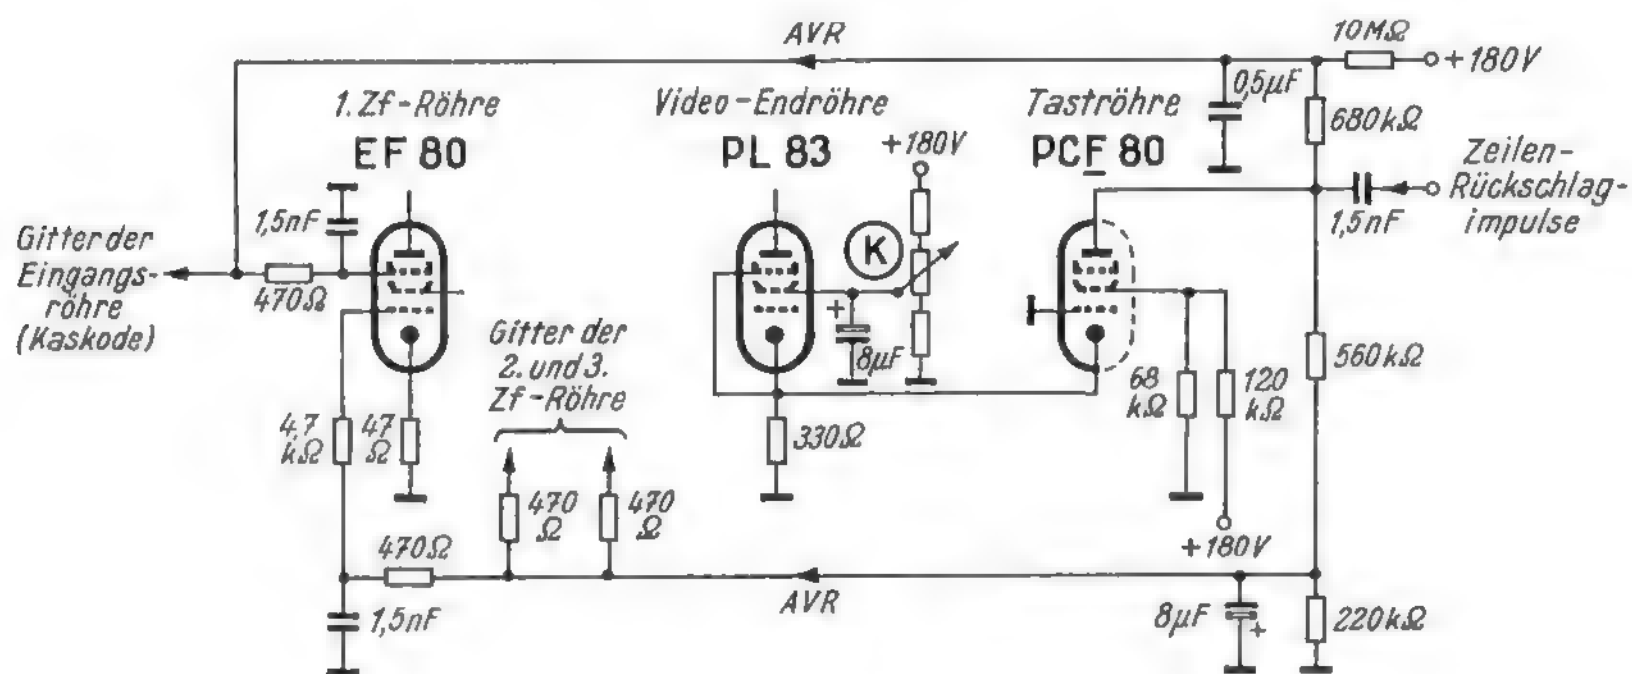 AVR
10MΩ
+180V
0,5µF
680kΩ
1. Zf-Röhre
EF 80
Video-Endröhre
PL 83
+180V
Taströhre
PCF 80
Zeilen-
Rückschlag-
impulse
1,5nF
1,5nF
Gitter der
Eingangs-
röhre
(Kaskode)
470Ω
K
+
8µF
Gitter der
2. und 3.
Zf-Röhre
560kΩ
68
kΩ
120
kΩ
4,7
kΩ
47
Ω
330Ω
470
Ω
470
Ω
+180V
470Ω
AVR
1,5nF
8µF
+
220kΩ